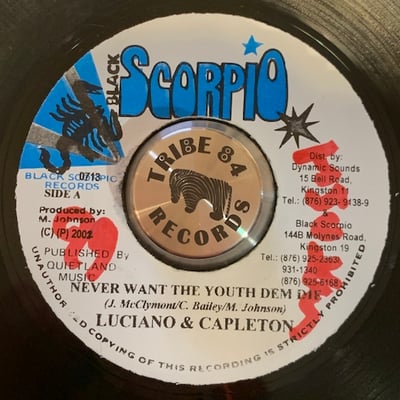 BLACK
SCORPIO
BLACK SCORPIO
RECORDS
0713
SIDE A
Produced by:
M. Johnson
(C) (P) 2002
PUBLISHED BY
QUIETLAND
MUSIC
TRIBE 84
RECORDS
Dist. by:
Dynamic Sounds
15 Bell Road,
Kingston 11
Tel.: (876) 923- 9438-9
&
Black Scorpio
144B Molynes Road,
Kingston 19
Tel.: (876) 925-2363
931-1340
(876) 925-6168
NEVER WANT THE YOUTH DEM DIE
(J. McClymont/C. Bailey/M. Johnson)
LUCIANO & CAPLETON
COPYING OF THIS RECORDING IS STRICTLY PROHIBITED